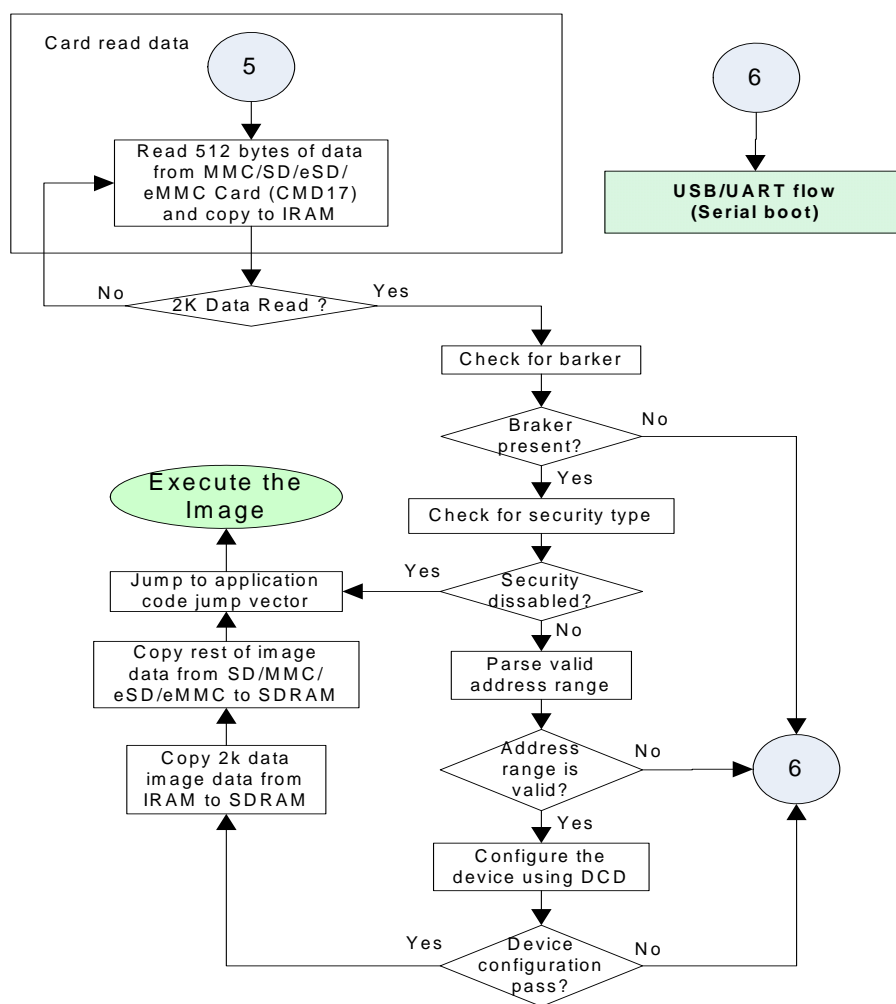 Card read data
5
6
Read 512 bytes of data
from MMC/SD/eSD/
eMMC Card (CMD17)
and copy to IRAM
USB/UART flow
(Serial boot)
No
2K Data Read ?
Yes
Check for barker
Braker
present?
No
Yes
Execute the
Image
Check for security type
Yes
Security
dissabled?
Jump to application
code jump vector
No
Copy rest of image
data from SD/MMC/
eSD/eMMC to SDRAM
Parse valid
address range
Copy 2k data
image data from
IRAM to SDRAM
Address
range is
valid?
No
6
Yes
Configure the
device using DCD
Yes
Device
configuration
pass?
No